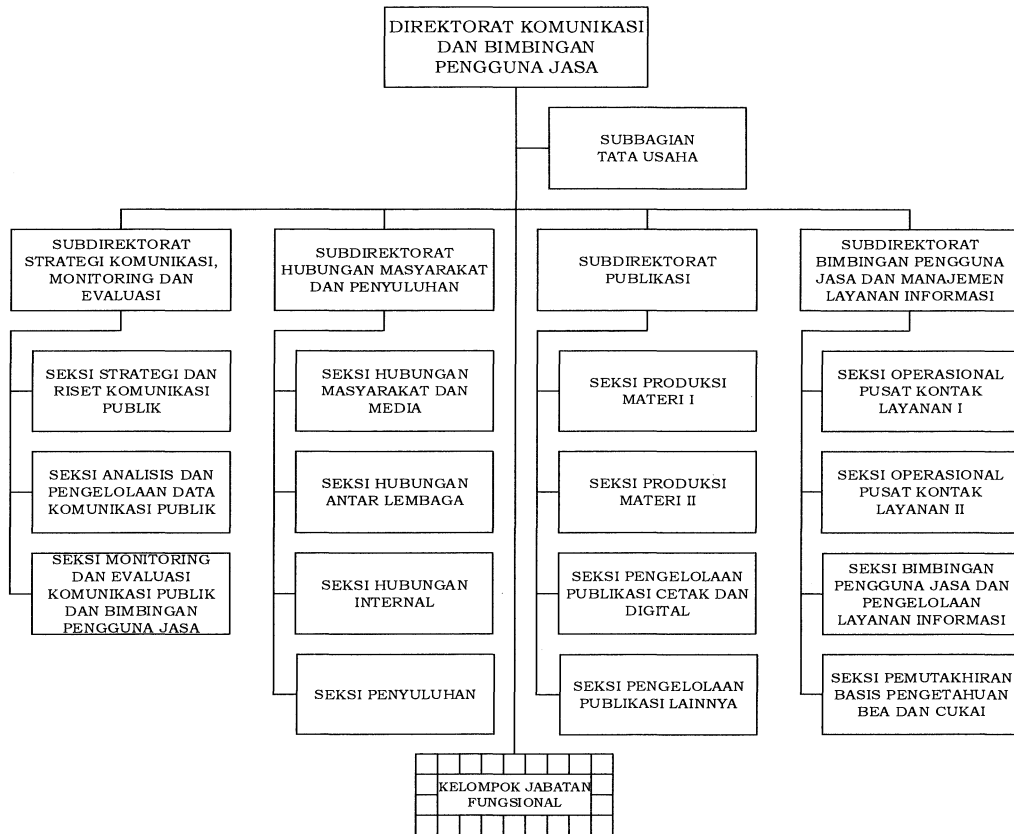 DIREKTORAT KOMUNIKASI
DAN BIMBINGAN
PENGGUNA JASA
SUBBAGIAN
TATA USAHA
SUBDIREKTORAT
STRATEGI KOMUNIKASI,
MONITORING DAN
EVALUASI
SUBDIREKTORAT
HUBUNGAN MASYARAKAT
DAN PENYULUHAN
SUBDIREKTORAT
PUBLIKASI
SUBDIREKTORAT
BIMBINGAN PENGGUNA
JASA DAN MANAJEMEN
LAYANAN INFORMASI
SEKSI STRATEGI DAN
RISET KOMUNIKASI
PUBLIK
SEKSI HUBUNGAN
MASYARAKAT DAN
MEDIA
SEKSI PRODUKSI
MATERI I
SEKSI OPERASIONAL
PUSAT KONTAK
LAYANAN I
SEKSI ANALISIS DAN
PENGELOLAAN DATA
KOMUNIKASI PUBLIK
SEKSI HUBUNGAN
ANTAR LEMBAGA
SEKSI PRODUKSI
MATERI II
SEKSI OPERASIONAL
PUSAT KONTAK
LAYANAN II
SEKSI MONITORING
DAN EVALUASI
KOMUNIKASI PUBLIK
DAN BIMBINGAN
PENGGUNA JASA
SEKSI HUBUNGAN
INTERNAL
SEKSI PENGELOLAAN
PUBLIKASI CETAK DAN
DIGITAL
SEKSI BIMBINGAN
PENGGUNA JASA DAN
PENGELOLAAN
LAYANAN INFORMASI
SEKSI PENYULUHAN
SEKSI PENGELOLAAN
PUBLIKASI LAINNYA
SEKSI PEMUTAKHIRAN
BASIS PENGETAHUAN
BEA DAN CUKAI
KELOMPOK JABATAN
FUNGSIONAL